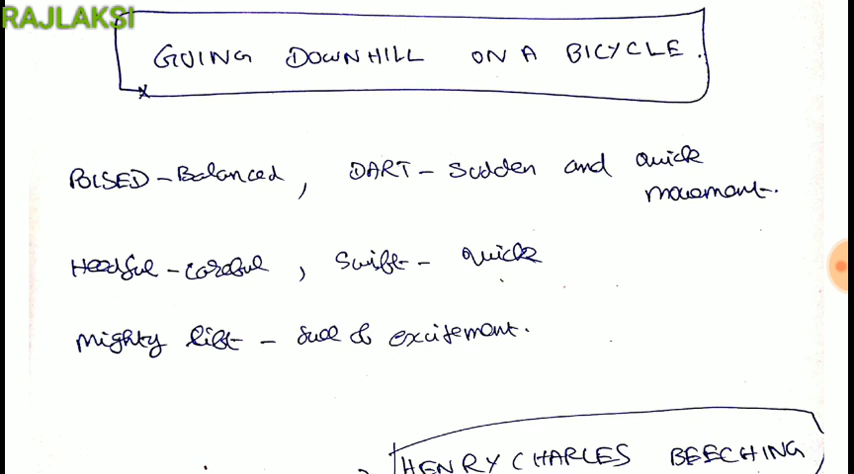 RAJLAKSI
GOING DOWNHILL ON A BICYCLE.
POISED - Balanced, DART - Sudden and quick
movement.
Heedful - Careful, Swift - quick
Mighty lift - full of excitement.
HENRY CHARLES BEECHING